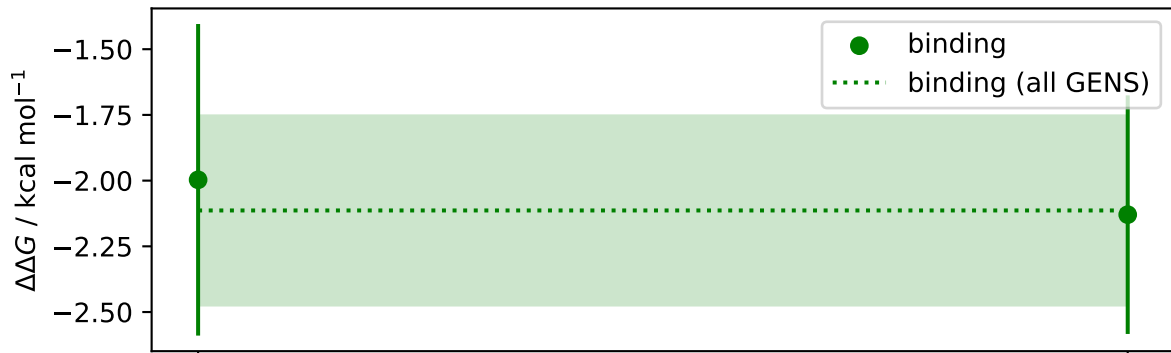 ΔΔG / kcal mol⁻¹
−1.50
−1.75
−2.00
−2.25
−2.50
binding
binding (all GENS)